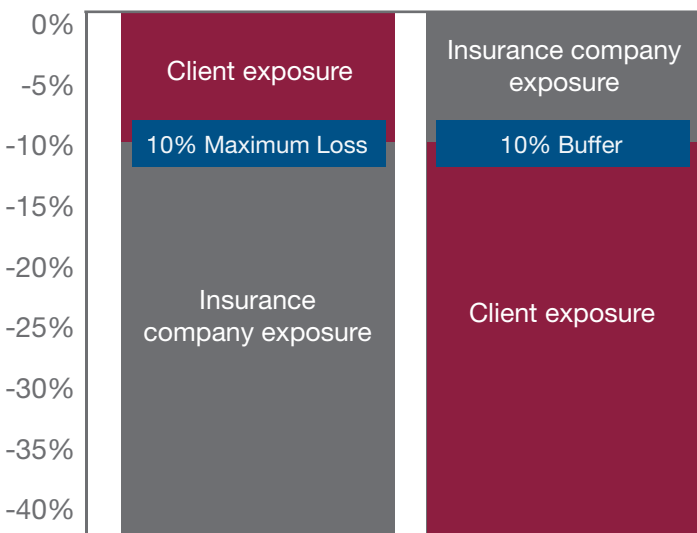 0%
-5%
-10%
-15%
-20%
-25%
-30%
-35%
-40%
Client exposure
10% Maximum Loss
Insurance
company exposure
Insurance company
exposure
10% Buffer
Client exposure